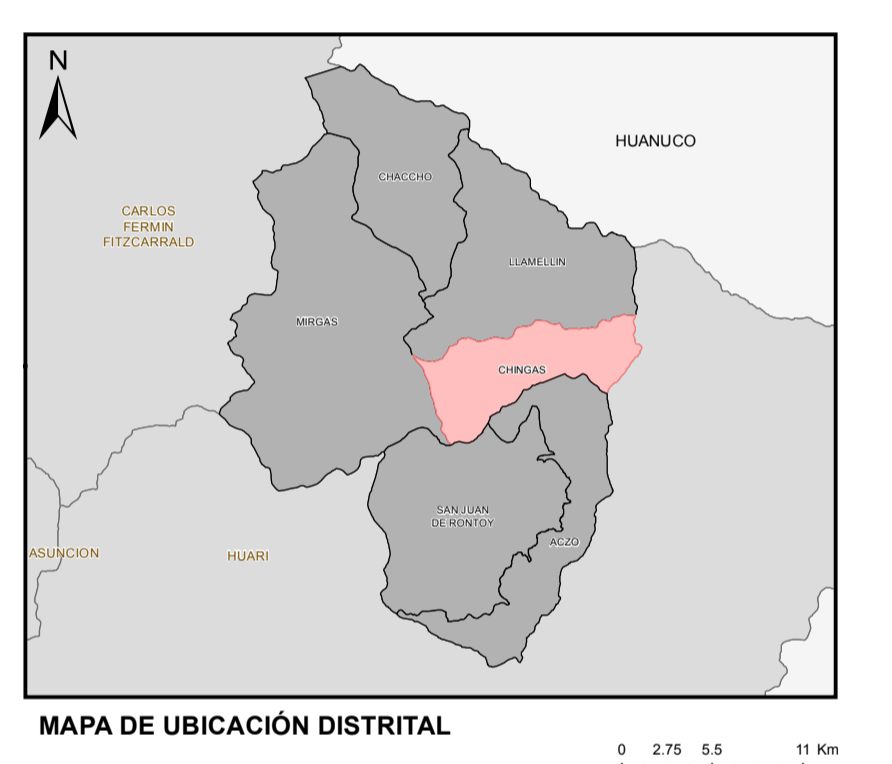 N
HUANUCO
CHACCHO
CARLOS
FERMIN
FITZCARRALD
LLAMELLIN
MIRGAS
CHINGAS
SAN JUAN
DE RONTOY
ACZO
ASUNCION
HUARI
MAPA DE UBICACIÓN DISTRITAL
0 2.75 5.5 11 Km